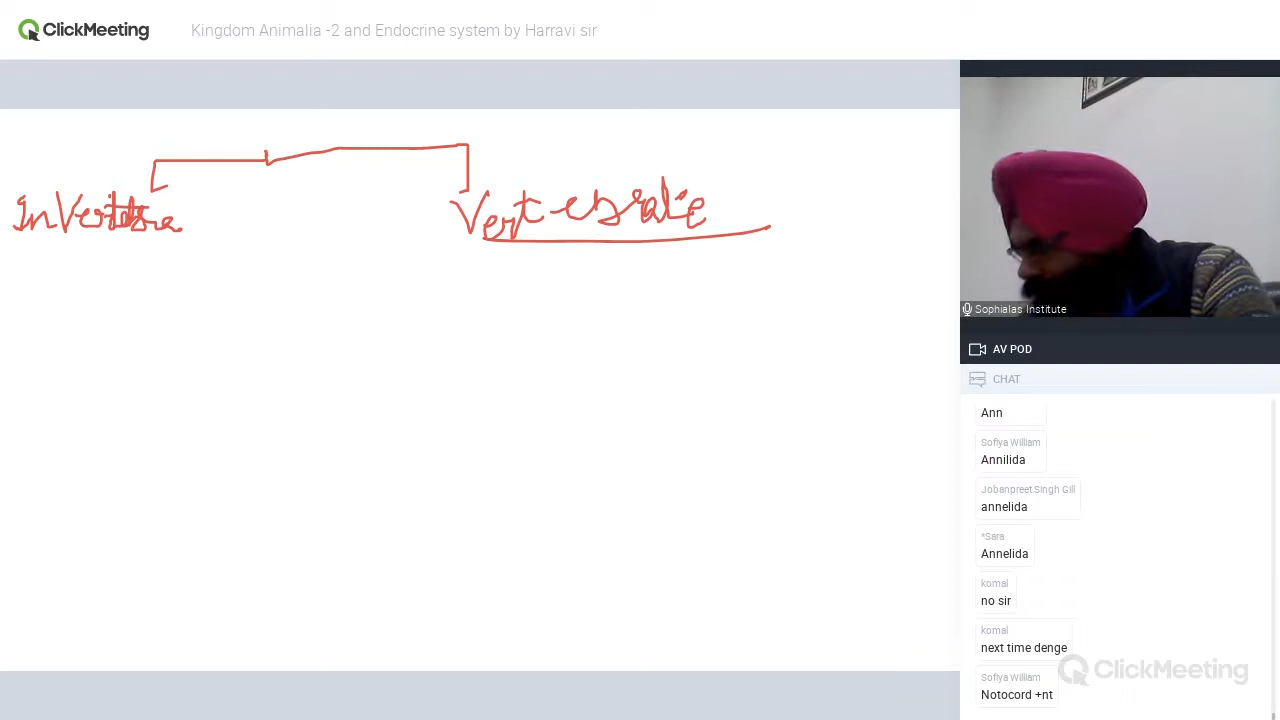 ClickMeeting
Kingdom Animalia -2 and Endocrine system by Harravi sir
Vertebrate
Sophialas Institute
AV POD
CHAT
Ann
Sofiya William
Annilida
Jobanpreet Singh Gill
annelida
*Sara
Annelida
komal
no sir
komal
next time denge
ClickMeeting
Sofiya William
Notocord +nt